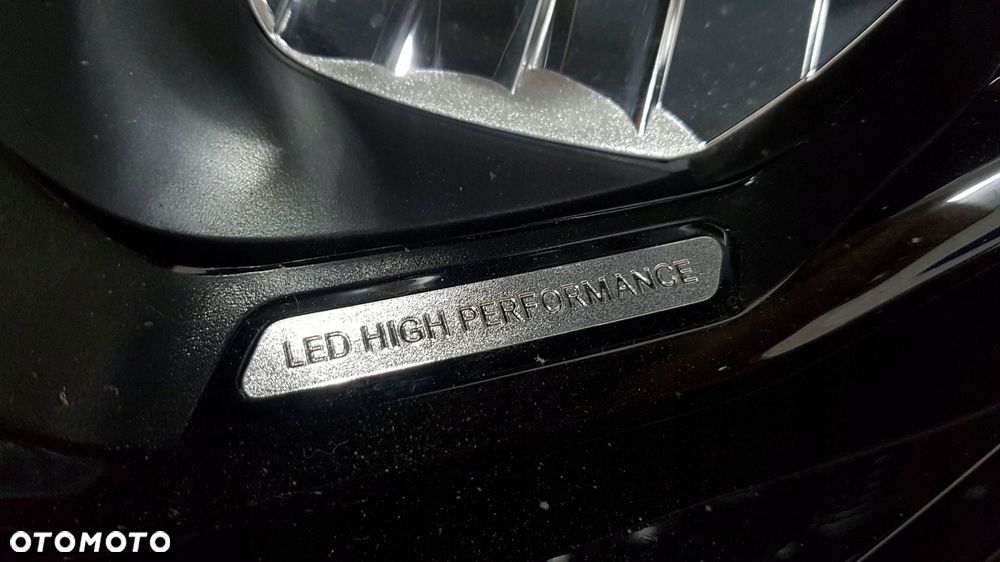 LED HIGH PERFORMANCE
OTOMOTO